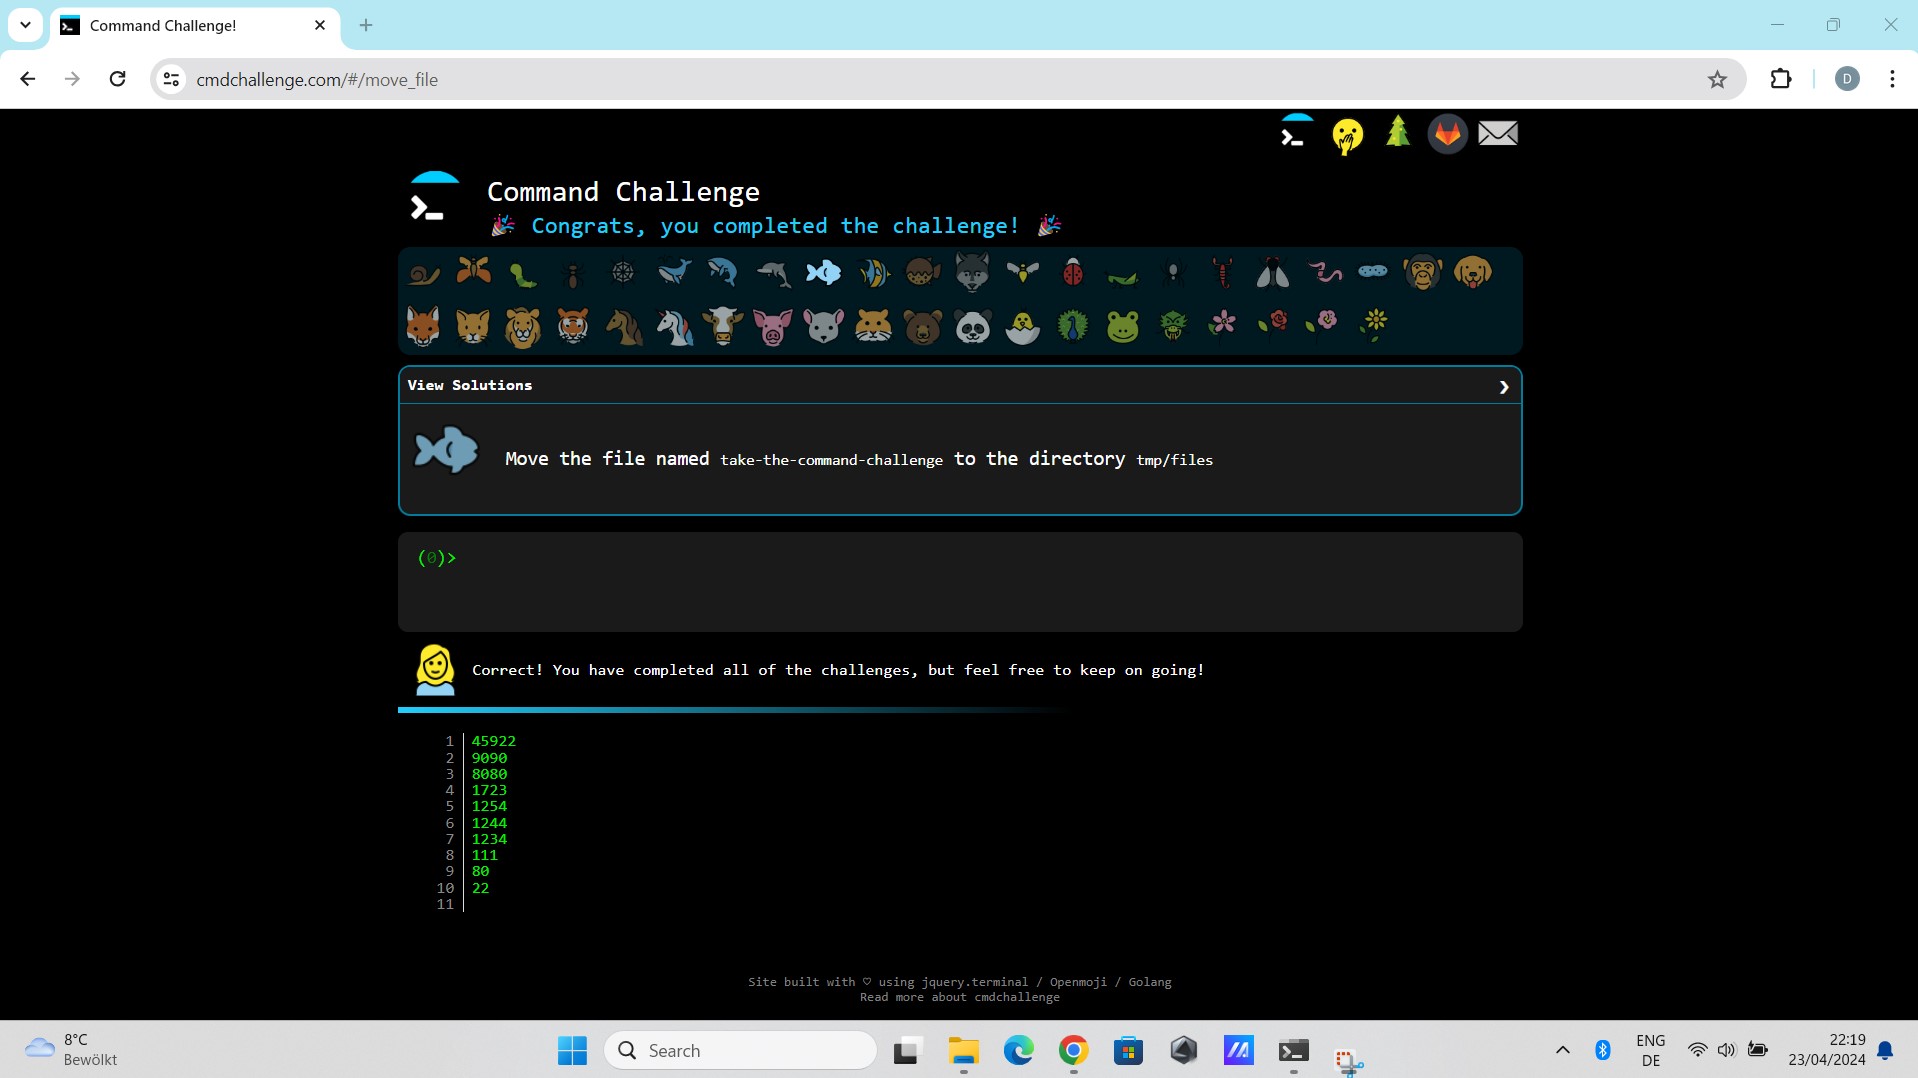 Command Challenge!
cmdchallenge.com/#/move_file
D
Command Challenge
Congrats, you completed the challenge!
View Solutions
Move the file named take-the-command-challenge to the directory tmp/files
(0)>
Correct! You have completed all of the challenges, but feel free to keep on going!
1 45922
2 9090
3 8080
4 1723
5 1254
6 1244
7 1234
8 111
9 80
10 22
11
Site built with ♡ using jquery.terminal / Openmoji / Golang
Read more about cmdchallenge
8°C
Bewölkt
Search
ENG
DE
22:19
23/04/2024